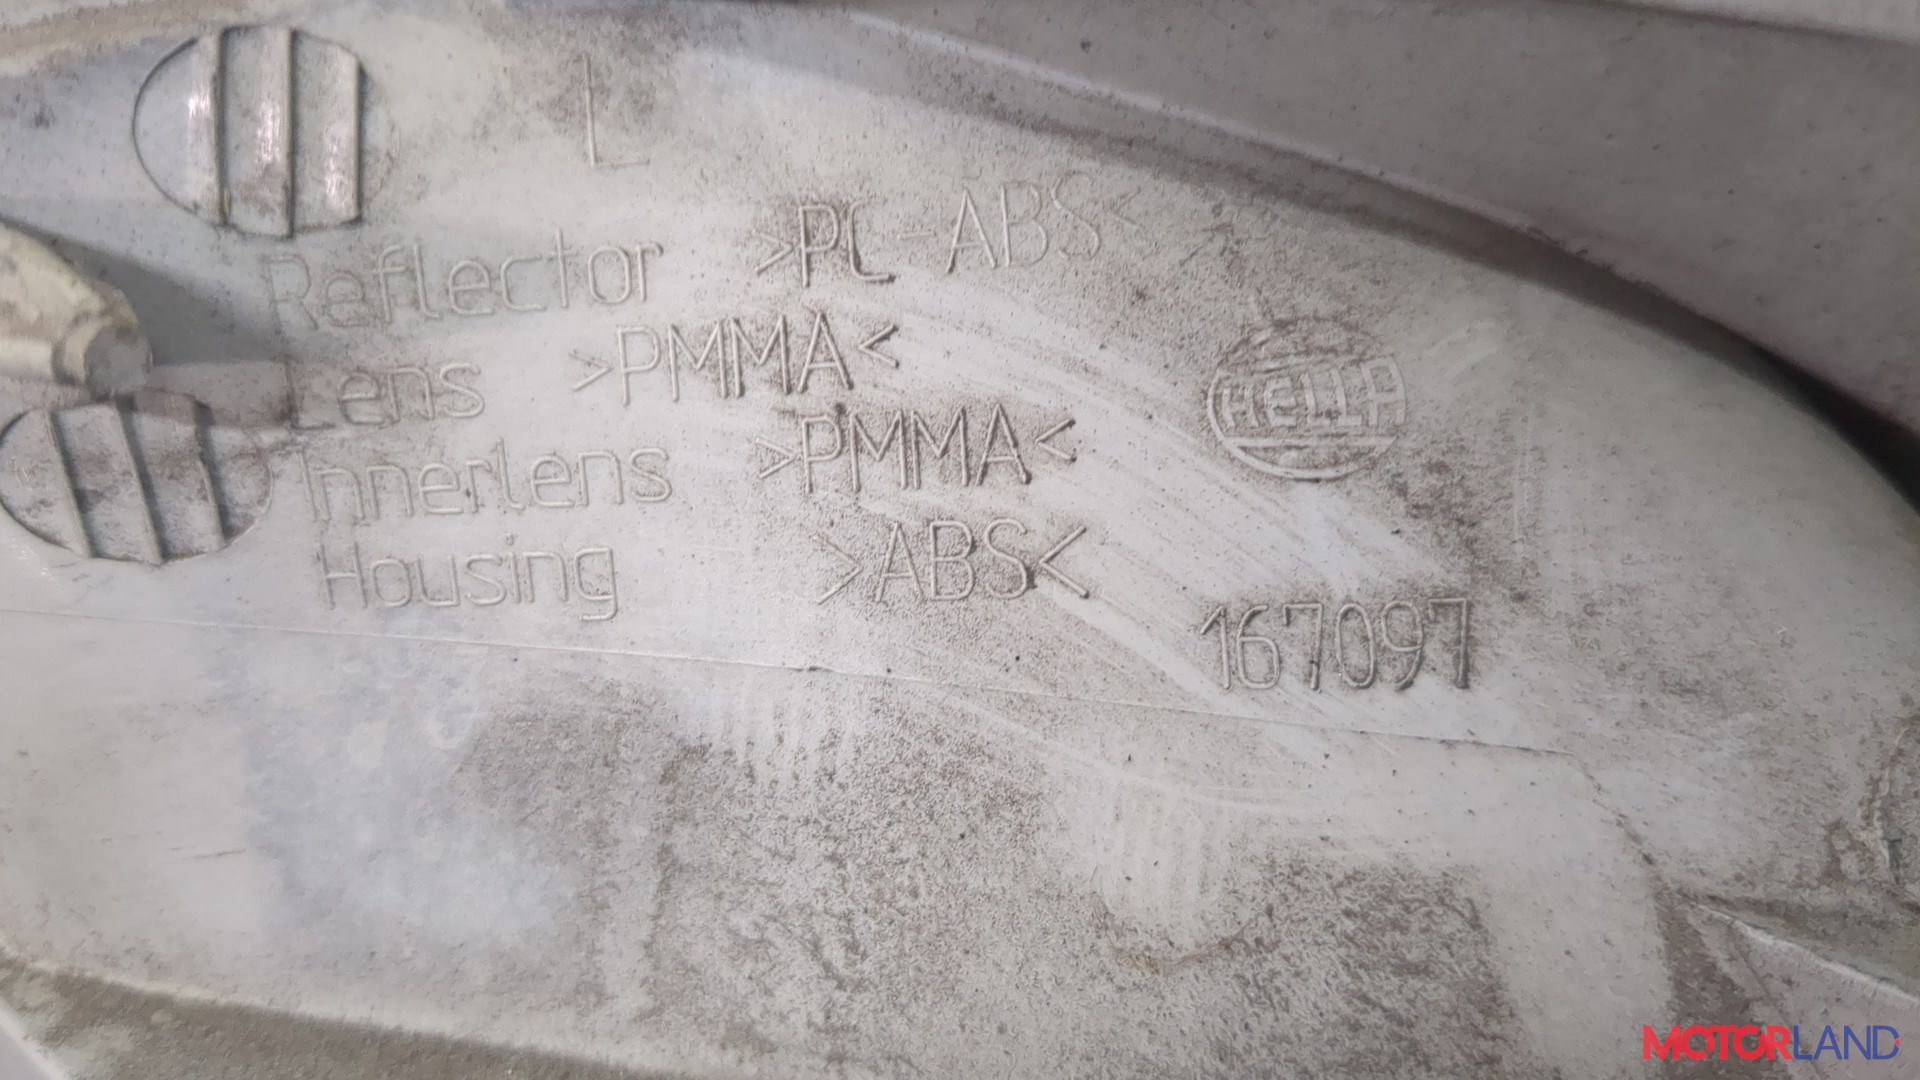 L
Reflector >PC-ABS<
Lens >PMMA<
Innerlens >PMMA<
Housing >ABS<
HELLA
167097
MOTORLAND